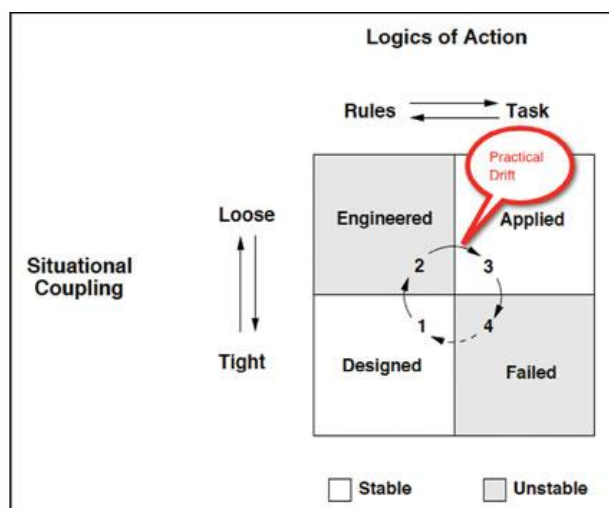 Logics of Action
Rules Task
Practical
Drift
Loose
Engineered Applied
Situational
Coupling
2 3
1 4
Tight
Designed Failed
Stable Unstable